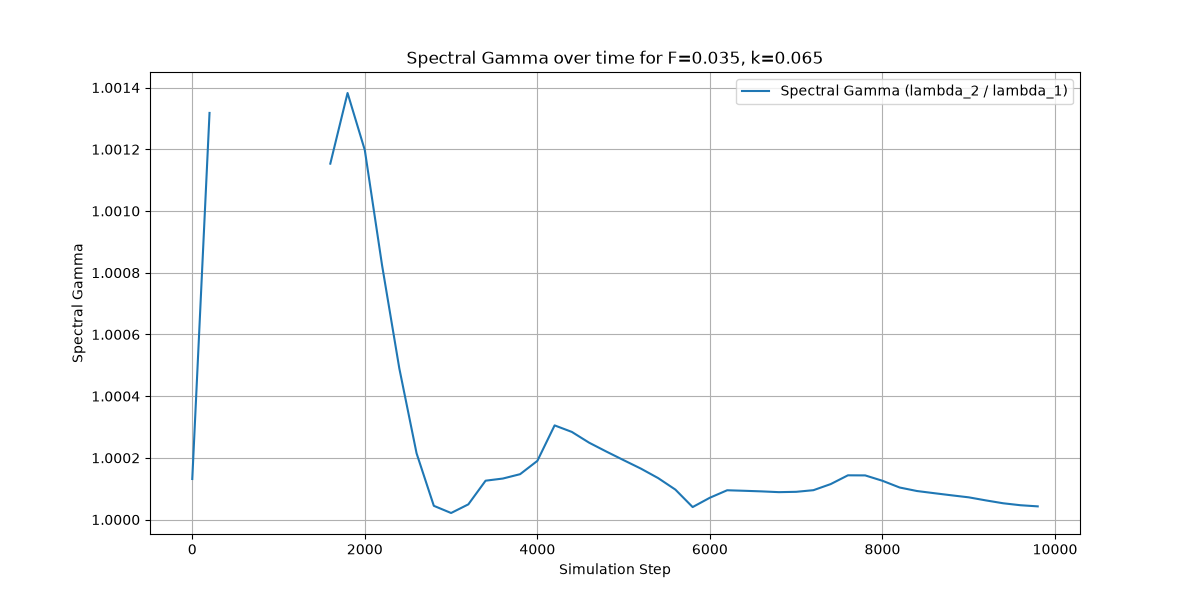 Spectral Gamma over time for F=0.035, k=0.065
Spectral Gamma (lambda_2 / lambda_1)
1.0014
1.0012
1.0010
1.0008
1.0006
1.0004
1.0002
1.0000
Spectral Gamma
0 2000 4000 6000 8000 10000
Simulation Step